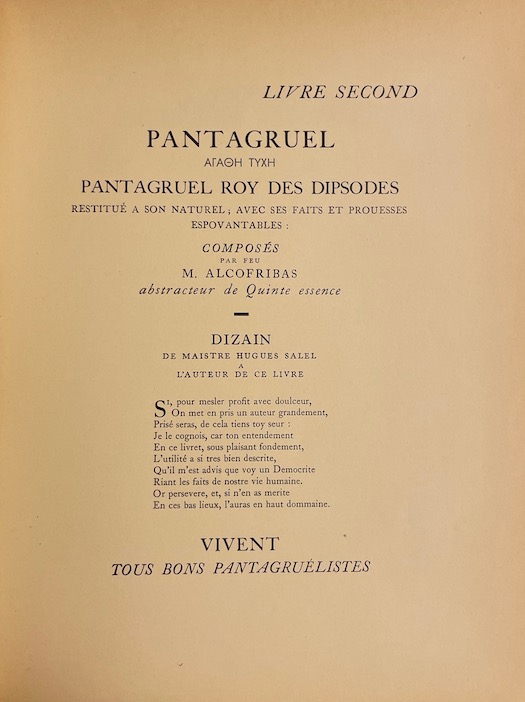 LIVRE SECOND
PANTAGRUEL
ΑΓΑΘΗ ΤΥΧΗ
PANTAGRUEL ROY DES DIPSODES
RESTITUÉ A SON NATUREL; AVEC SES FAITS ET PROUESSES
ESPOVANTABLES :
COMPOSÉS
PAR FEU
M. ALCOFRIBAS
abstracteur de Quinte essence
DIZAIN
DE MAISTRE HUGUES SALEL
A
L'AUTEUR DE CE LIVRE
SI, pour mesler profit avec doulceur,
On met en pris un auteur grandement,
Prisé seras, de cela tiens toy seur :
Je le cognois, car ton entendement
En ce livret, sous plaisant fondement,
L'utilité a si tres bien descrite,
Qu'il m'est advis que voy un Democrite
Riant les faits de nostre vie humaine.
Or persevere, et, si n'en as merite
En ces bas lieux, l'auras en haut dommaine.
VIVENT
TOUS BONS PANTAGRUÉLISTES